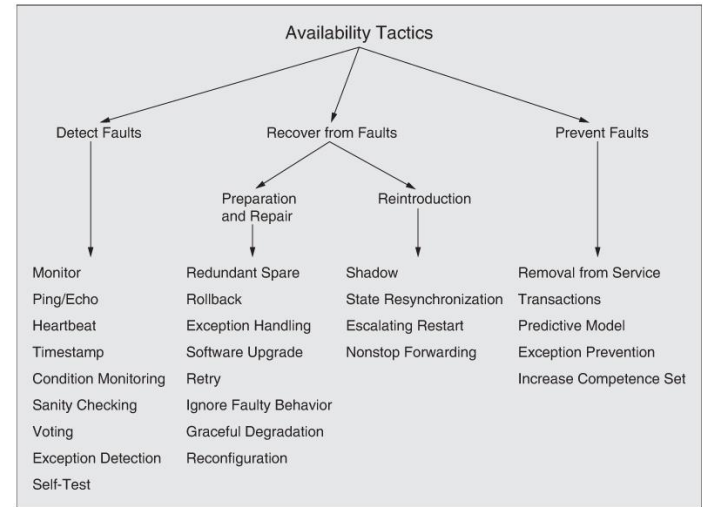 Availability Tactics
Detect Faults
Recover from Faults
Prevent Faults
Preparation
and Repair
Reintroduction
Monitor
Ping/Echo
Heartbeat
Timestamp
Condition Monitoring
Sanity Checking
Voting
Exception Detection
Self-Test
Redundant Spare
Rollback
Exception Handling
Software Upgrade
Retry
Ignore Faulty Behavior
Graceful Degradation
Reconfiguration
Shadow
State Resynchronization
Escalating Restart
Nonstop Forwarding
Removal from Service
Transactions
Predictive Model
Exception Prevention
Increase Competence Set